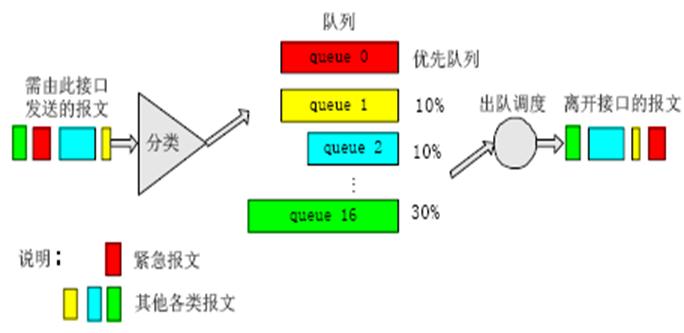 队列
queue 0
优先队列
需由此接口
发送的报文
分类
queue 1
10%
queue 2
10%
⋮
queue 16
30%
出队调度
离开接口的报文
说明：
紧急报文
其他各类报文